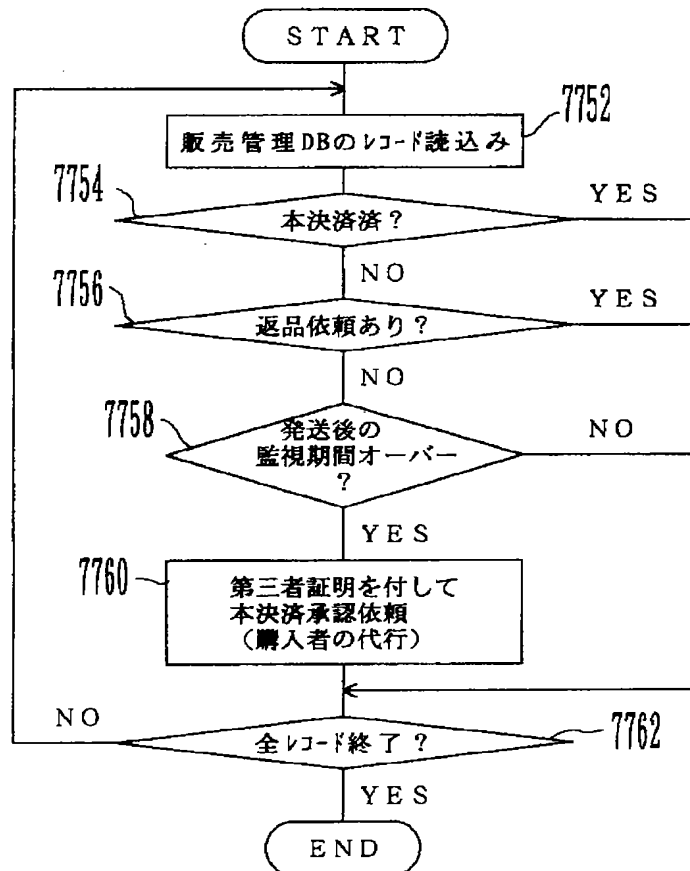 START
7752
販売管理DBのﾚｺｰﾄﾞ読込み
7754
本決済済？
YES
NO
7756
返品依頼あり？
YES
NO
7758
発送後の
監視期間オーバー
？
NO
YES
7760
第三者証明を付して
本決済承認依頼
（購入者の代行）
NO
全ﾚｺｰﾄﾞ終了？
7762
YES
END